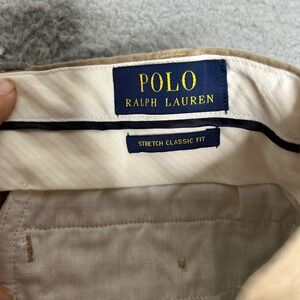 POLO
RALPH LAUREN
STRETCH CLASSIC FIT